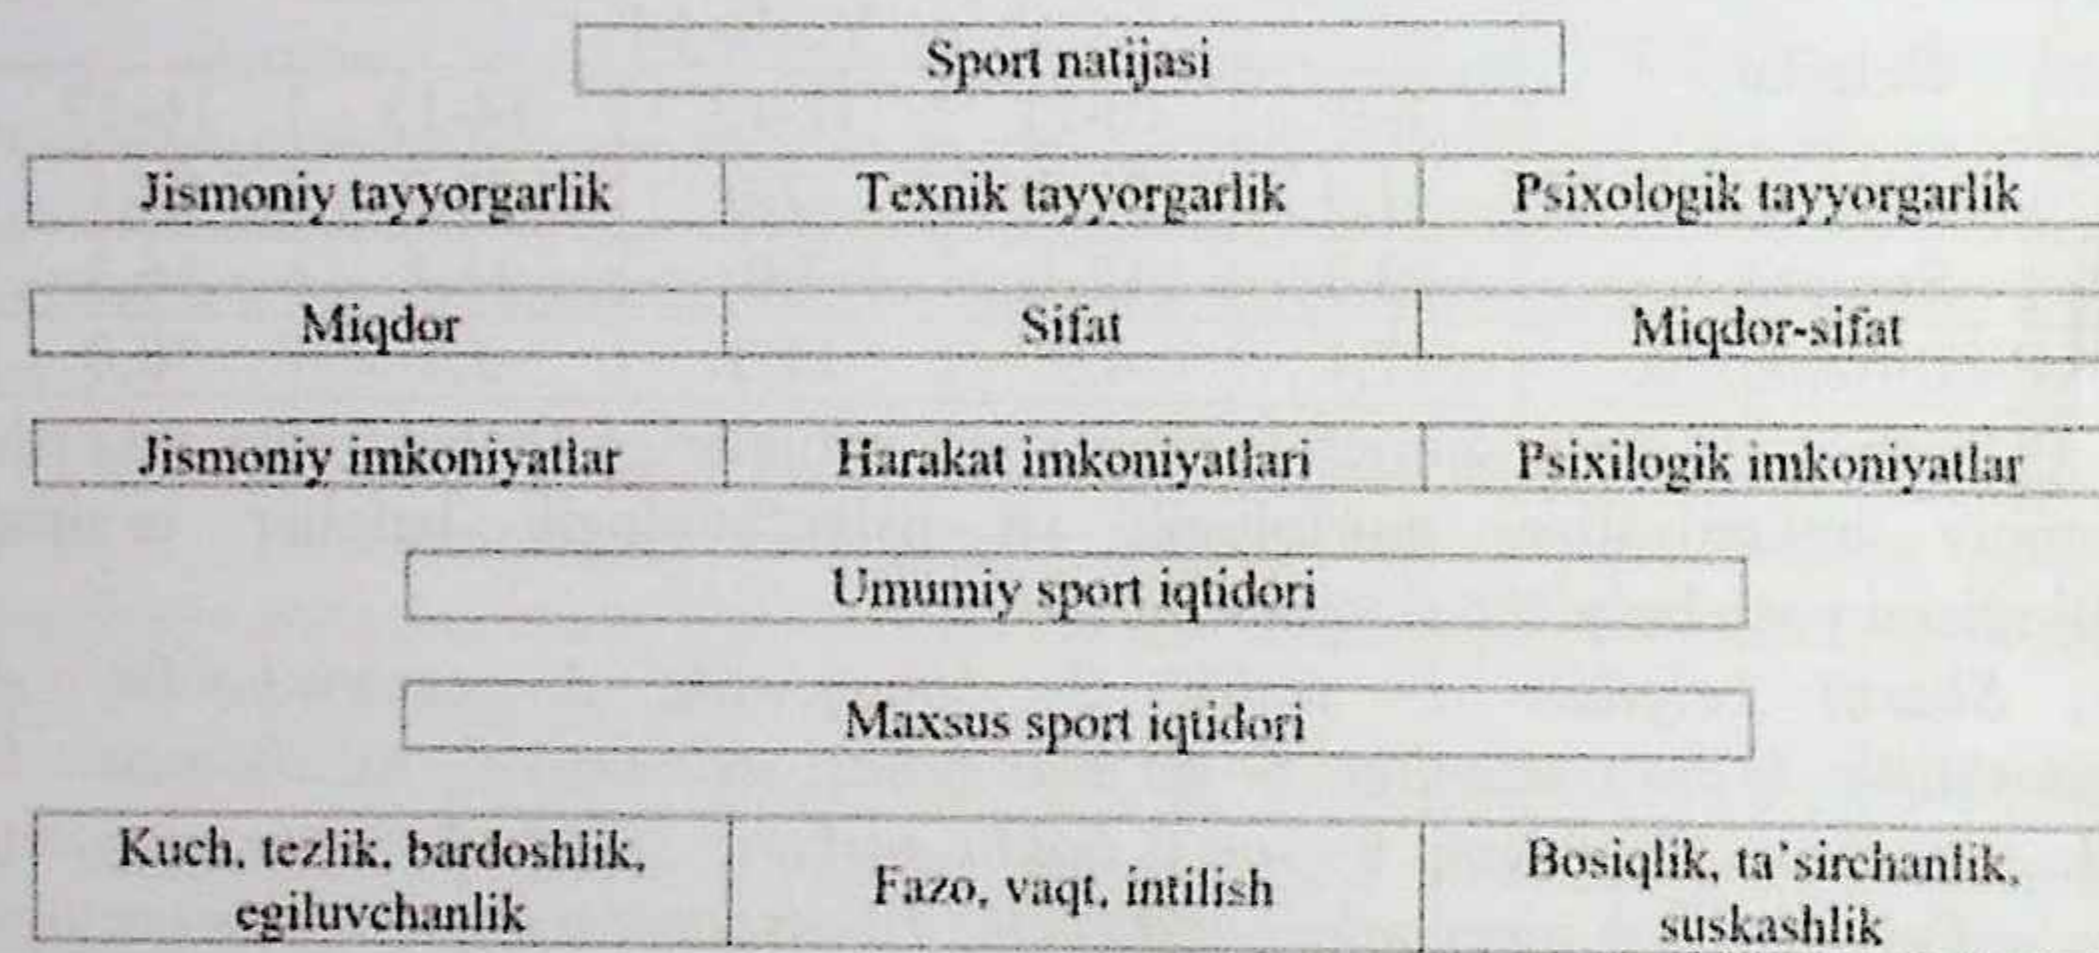 Sport natijasi
Jismoniy tayyorgarlik Texnik tayyorgarlik Psixologik tayyorgarlik
Miqdor Sifat Miqdor-sifat
Jismoniy imkoniyatlar Harakat imkoniyatlari Psixilogik imkoniyatlar
Umumiy sport iqtidori
Maxsus sport iqtidori
Kuch, tezlik, bardoshlik,
egiluvchanlik
Fazo, vaqt, intilish
Bosiqlik, ta'sirchanlik,
suskashlik